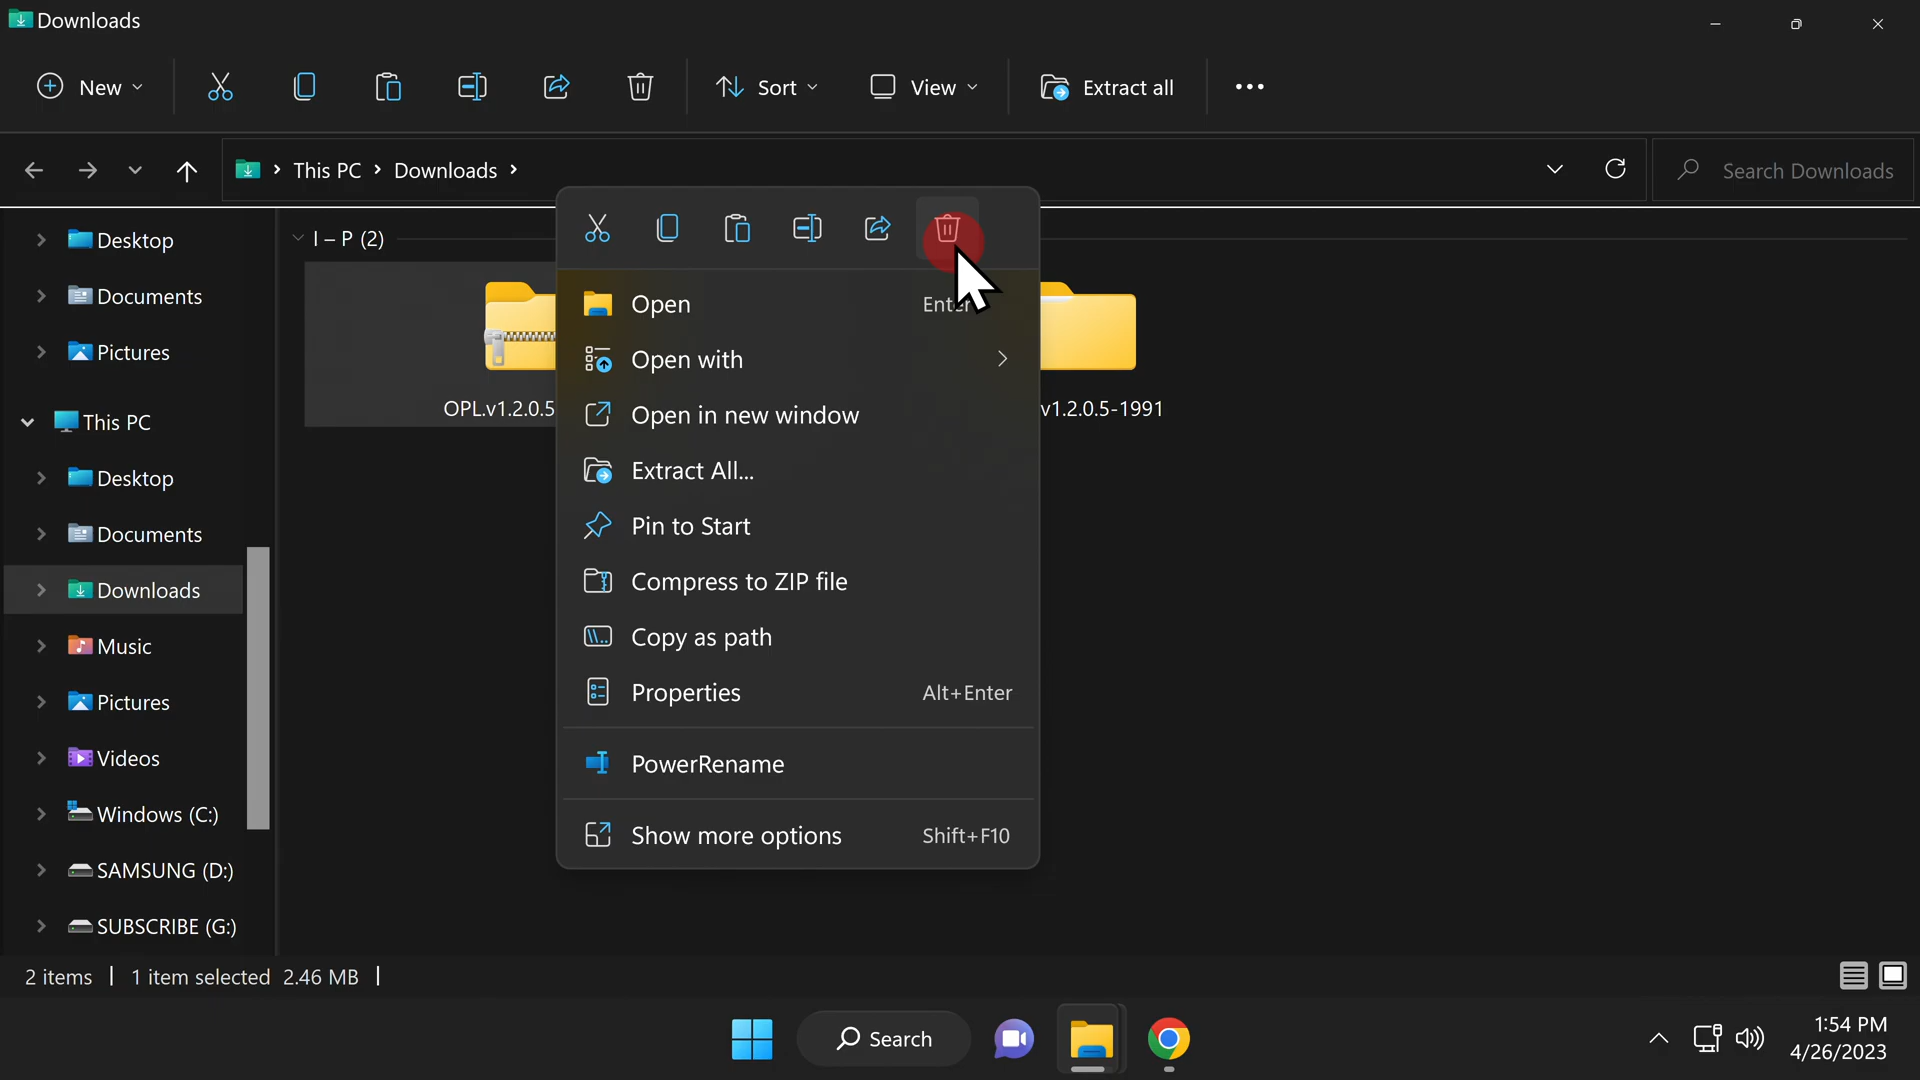 Downloads
New
Sort
View
Extract all
This PC
Downloads
Search Downloads
Desktop
Documents
Pictures
This PC
Desktop
Documents
Downloads
Music
Pictures
Videos
Windows (C:)
SAMSUNG (D:)
SUBSCRIBE (G:)
I – P (2)
OPL.v1.2.0.5
v1.2.0.5-1991
Open Enter
Open with
Open in new window
Extract All...
Pin to Start
Compress to ZIP file
Copy as path
Properties Alt+Enter
PowerRename
Show more options Shift+F10
2 items 1 item selected 2.46 MB
Search
1:54 PM
4/26/2023